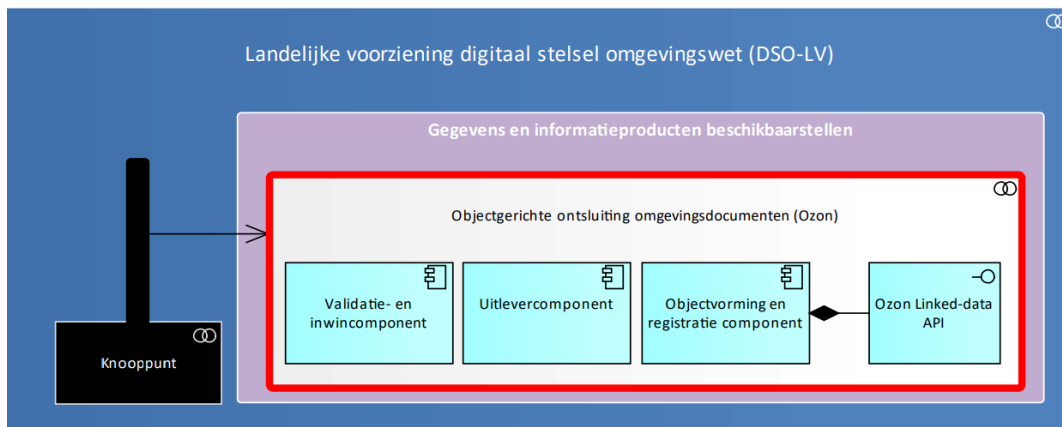 Landelijke voorziening digitaal stelsel omgevingswet (DSO-LV)
Gegevens en informatieproducten beschikbaarstellen
Objectgerichte ontsluiting omgevingsdocumenten (Ozon)
Validatie- en
inwincomponent
Uitlevercomponent
Objectvorming en
registratie component
Ozon Linked-data
API
Knooppunt